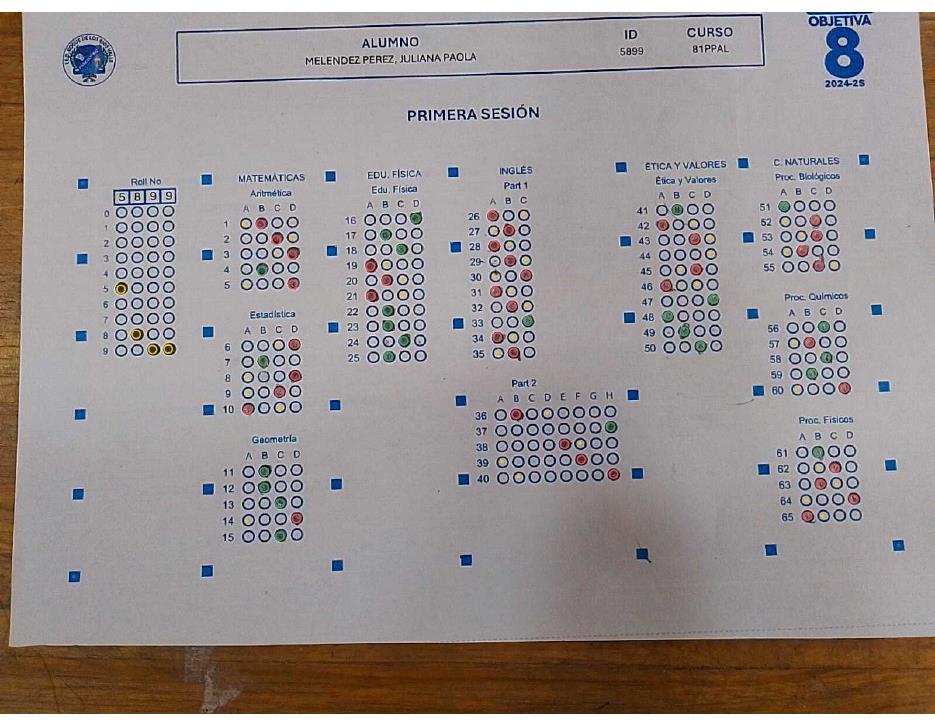 OBJETIVA
8
2024-2S
ALUMNO
MELENDEZ PEREZ, JULIANA PAOLA
ID
5899
CURSO
81PPAL
PRIMERA SESIÓN
Roll No
5 8 9 9
0
1
2
3
4
5
6
7
8
9
MATEMÁTICAS
Aritmética
A B C D
1
2
3
4
5
Estadística
A B C D
6
7
8
9
10
Geometría
A B C D
11
12
13
14
15
EDU. FÍSICA
Edu. Física
A B C D
16
17
18
19
20
21
22
23
24
25
INGLÉS
Part 1
A B C
26
27
28
29
30
31
32
33
34
35
Part 2
A B C D E F G H
36
37
38
39
40
ÉTICA Y VALORES
Ética y Valores
A B C D
41
42
43
44
45
46
47
48
49
50
C. NATURALES
Proc. Biológicos
A B C D
51
52
53
54
55
Proc. Químicos
A B C D
56
57
58
59
60
Proc. Físicos
A B C D
61
62
63
64
65